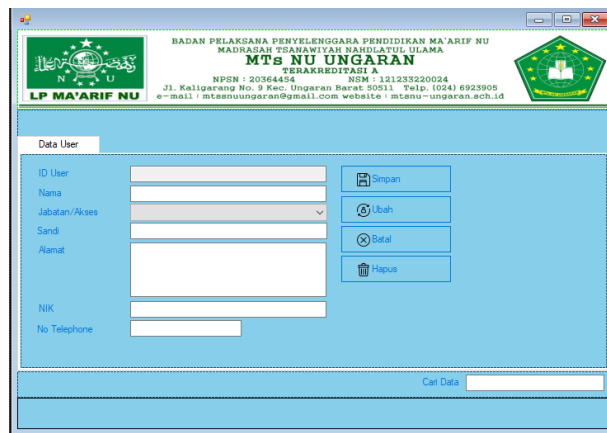 BADAN PELAKSANA PENYELENGGARA PENDIDIKAN MA'ARIF NU
MADRASAH TSANAWIYAH NAHDLATUL ULAMA
MTs NU UNGARAN
TERAKREDITASI A
NPSN : 20364454 NSM : 121233220024
Jl. Kaligarang No. 9 Kec. Ungaran Barat 50511 Telp. (024) 6923905
e-mail : mtssnuungaran@gmail.com website : mtsnu-ungaran.sch.id
N U
LP MA'ARIF NU
Data User
ID User
Nama
Jabatan/Akses
Sandi
Alamat
NIK
No Telephone
Simpan
Ubah
Batal
Hapus
Cari Data